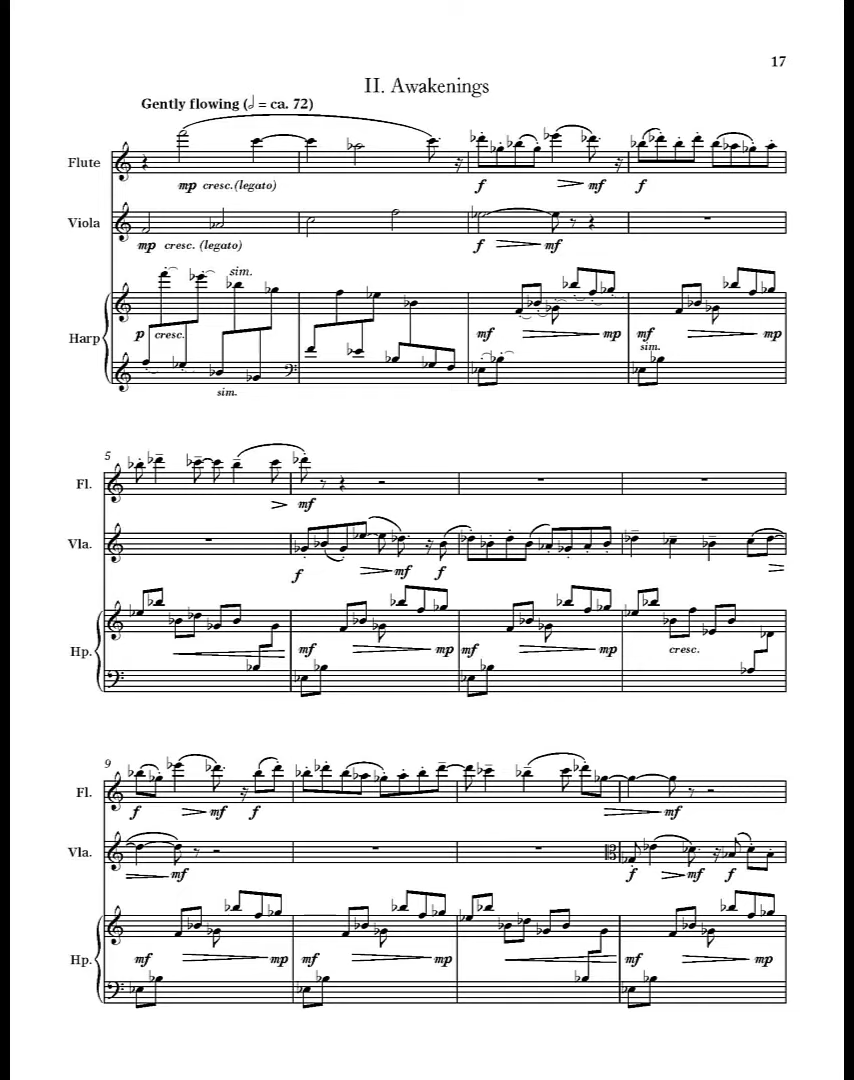 17
II. Awakenings
Gently flowing (𝅗𝅥 = ca. 72)
Flute
mp cresc.(legato)
f mf f
Viola
mp cresc. (legato)
f mf
sim.
Harp
p cresc.
mf mp mf mp
sim.
sim.
5
Fl.
mf
Vla.
f mf f
Hp.
mf mp mf mp cresc.
9
Fl.
f mf f mf
Vla.
mf f mf f
Hp.
mf mp mf mp mf mp